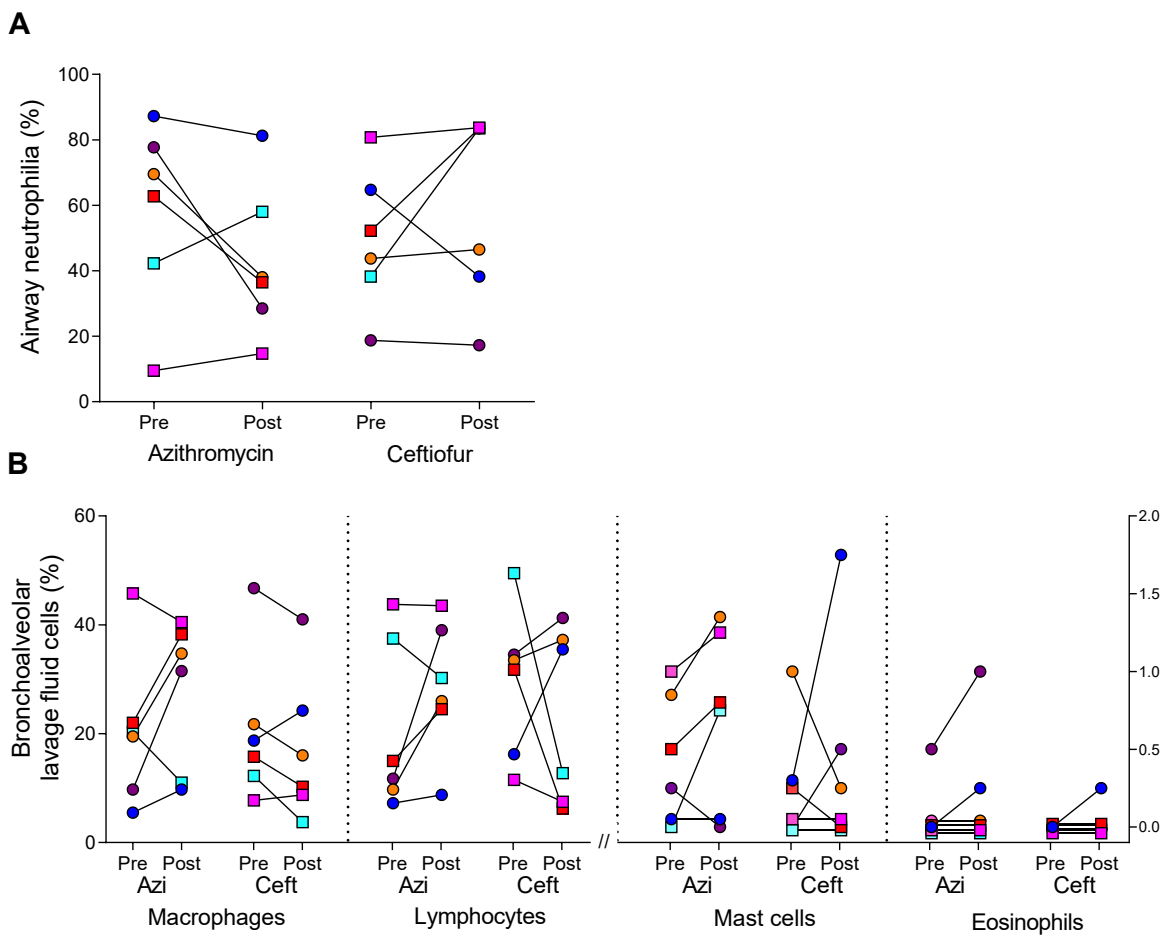 A
Airway neutrophilia (%)
100
80
60
40
20
0
Pre Post Pre Post
Azithromycin Ceftiofur
B
Bronchoalveolar
lavage fluid cells (%)
60
40
20
0
2.0
1.5
1.0
0.5
0.0
//
Pre Post Pre Post Pre Post Pre Post Pre Post Pre Post Pre Post Pre Post
Azi Ceft Azi Ceft Azi Ceft Azi Ceft
Macrophages Lymphocytes Mast cells Eosinophils